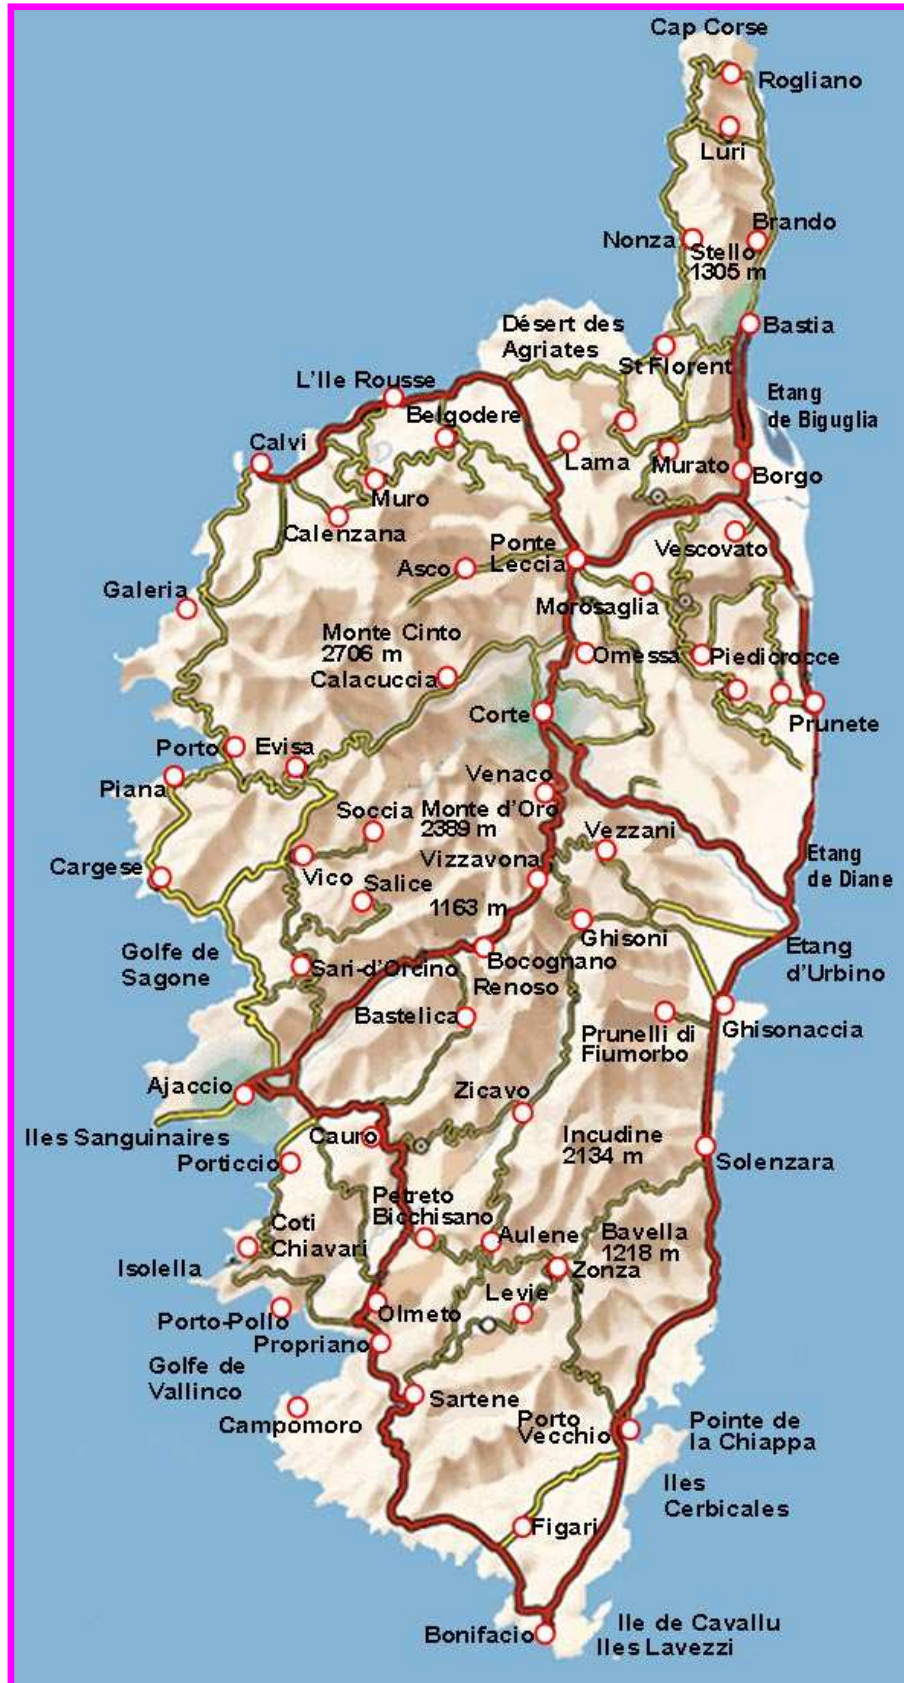 Cap Corse
Rogliano
Luri
Brando
Nonza
Stello
1305 m
Bastia
Désert des
Agriates
St Florent
L'Ile Rousse
Etang
de Biguglia
Belgodere
Calvi
Lama
Murato
Borgo
Muro
Calenzana
Vescovato
Ponte
Leccia
Asco
Morosaglia
Galeria
Monte Cinto
2706 m
Omessa
Piedicrocce
Calacuccia
Prunete
Corte
Porto
Evisa
Venaco
Piana
Soccia
Monte d'Oro
2389 m
Vezzani
Vizzavona
Etang
de Diane
Cargese
Vico
Salice
1163 m
Ghisoni
Golfe de
Sagone
Sari-d'Orcino
Bocognano
Etang
d'Urbino
Renoso
Bastelica
Prunelli di
Fiumorbo
Ghisonaccia
Ajaccio
Zicavo
Iles Sanguinaires
Cauro
Incudine
2134 m
Solenzara
Porticcio
Petreto
Bicchisano
Coti
Chiavari
Aulene
Bavella
1218 m
Isolella
Zonza
Levie
Porto-Pollo
Olmeto
Propriano
Golfe de
Vallinco
Sartene
Campomoro
Porto
Vecchio
Pointe de
la Chiappa
Iles
Cerbicales
Figari
Ile de Cavallu
Bonifacio
Iles Lavezzi